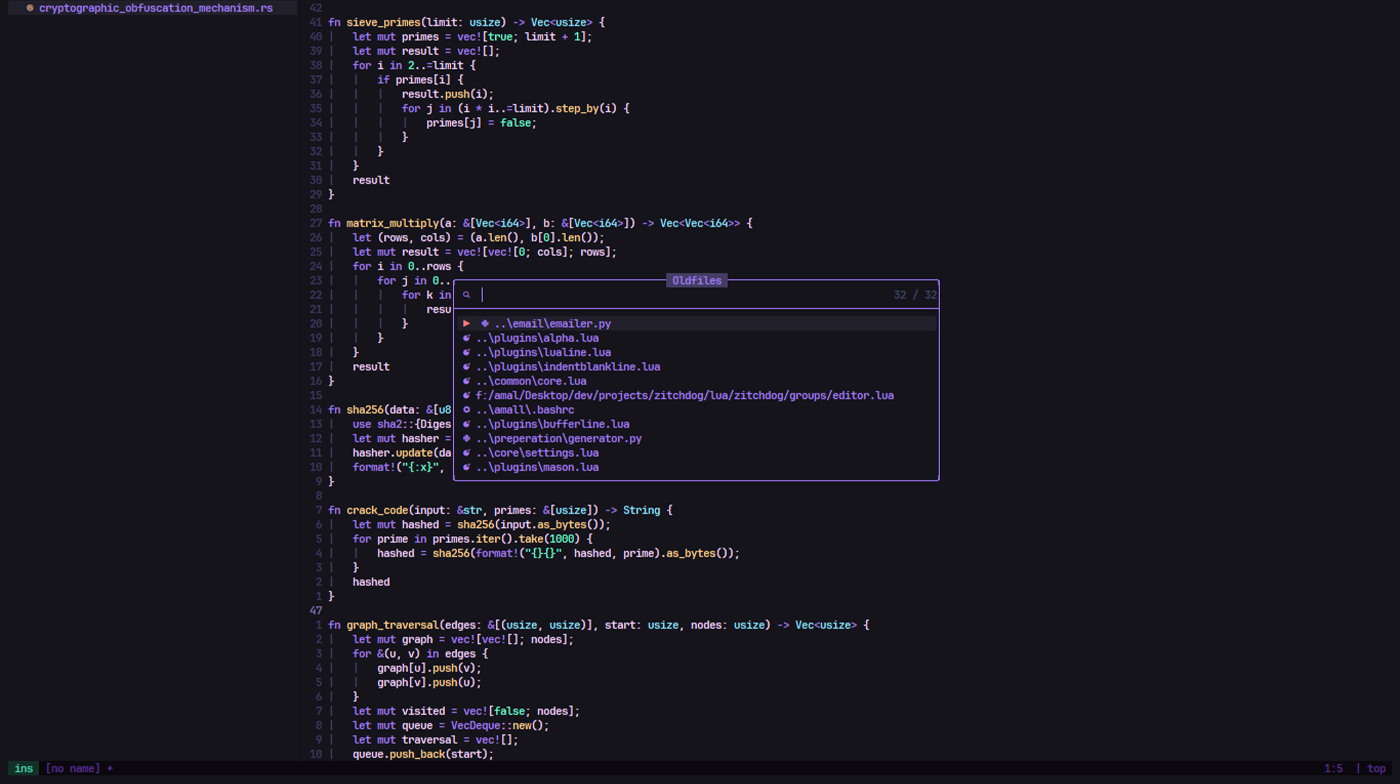 cryptographic_obfuscation_mechanism.rs
42
41 fn sieve_primes(limit: usize) -> Vec<usize> {
40 let mut primes = vec![true; limit + 1];
39 let mut result = vec![];
38 for i in 2..=limit {
37 if primes[i] {
36 result.push(i);
35 for j in (i * i..=limit).step_by(i) {
34 primes[j] = false;
33 }
32 }
31 }
30 result
29 }
28
27 fn matrix_multiply(a: &[Vec<i64>], b: &[Vec<i64>]) -> Vec<Vec<i64>> {
26 let (rows, cols) = (a.len(), b[0].len());
25 let mut result = vec![vec![0; cols]; rows];
24 for i in 0..rows {
23 for j in 0..
22 for k in
21 resu
20 }
19 }
18 }
17 result
16 }
15
14 fn sha256(data: &[u8
13 use sha2::{Diges
12 let mut hasher =
11 hasher.update(da
10 format!("{:x}",
9 }
8
7 fn crack_code(input: &str, primes: &[usize]) -> String {
6 let mut hashed = sha256(input.as_bytes());
5 for prime in primes.iter().take(1000) {
4 hashed = sha256(format!("{}{}", hashed, prime).as_bytes());
3 }
2 hashed
1 }
47
1 fn graph_traversal(edges: &[(usize, usize)], start: usize, nodes: usize) -> Vec<usize> {
2 let mut graph = vec![vec![]; nodes];
3 for &(u, v) in edges {
4 graph[u].push(v);
5 graph[v].push(u);
6 }
7 let mut visited = vec![false; nodes];
8 let mut queue = VecDeque::new();
9 let mut traversal = vec![];
10 queue.push_back(start);
Oldfiles
32 / 32
..\email\emailer.py
..\plugins\alpha.lua
..\plugins\lualine.lua
..\plugins\indentblankline.lua
..\common\core.lua
f:/amal/Desktop/dev/projects/zitchdog/lua/zitchdog/groups/editor.lua
..\amall\.bashrc
..\plugins\bufferline.lua
..\preperation\generator.py
..\core\settings.lua
..\plugins\mason.lua
ins [no name] + 1:5 | top